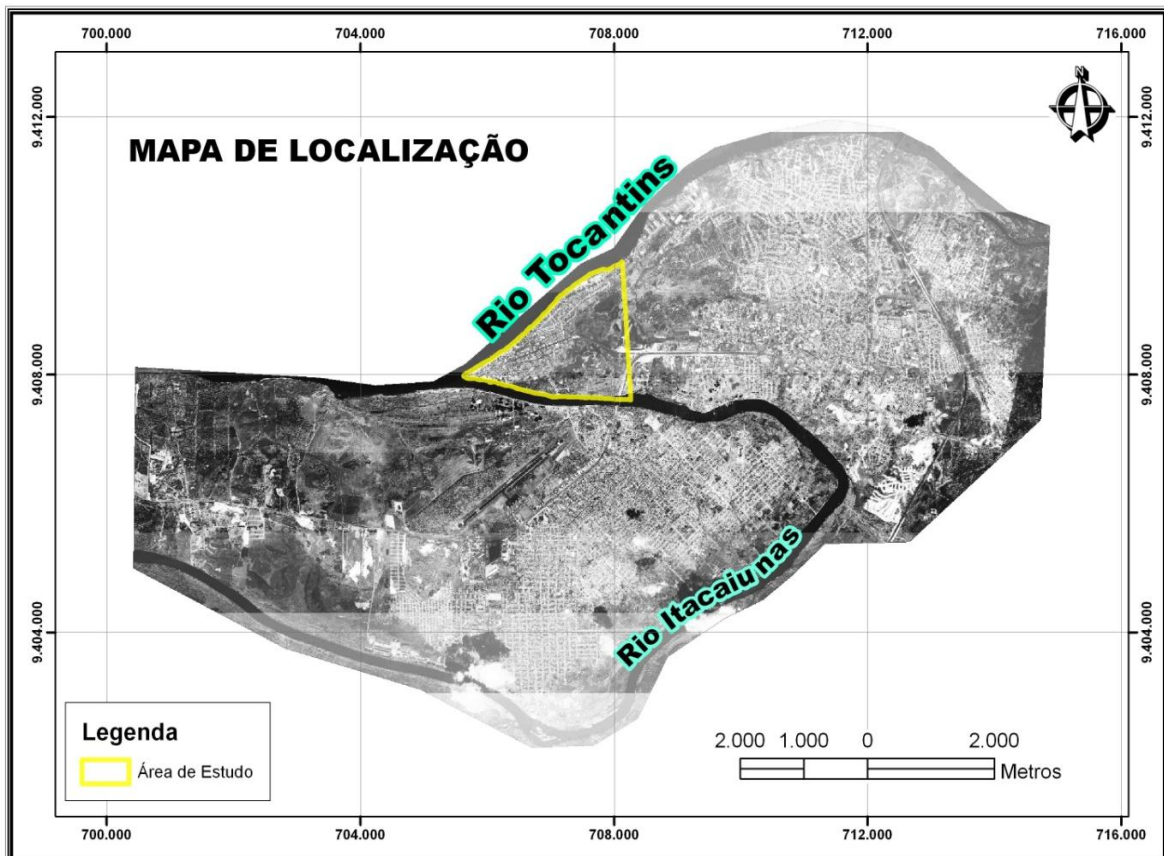 700.000 704.000 708.000 712.000 716.000
N
9.412.000 9.412.000
MAPA DE LOCALIZAÇÃO
Rio Tocantins
9.408.000 9.408.000
Rio Itacaiunas
9.404.000 9.404.000
Legenda
Área de Estudo
2.000 1.000 0 2.000
Metros
700.000 704.000 708.000 712.000 716.000